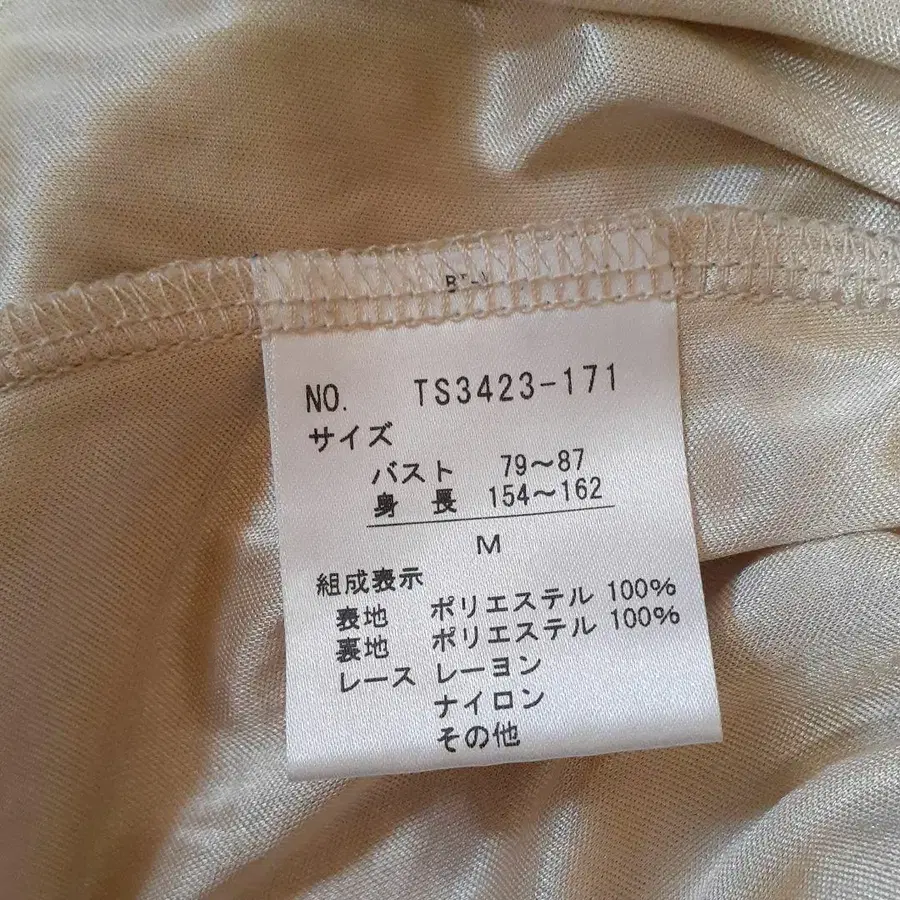 NO. TS3423-171
サイズ
バスト 79～87
身長 154～162
M
組成表示
表地 ポリエステル 100%
裏地 ポリエステル 100%
レース レーヨン
ナイロン
その他